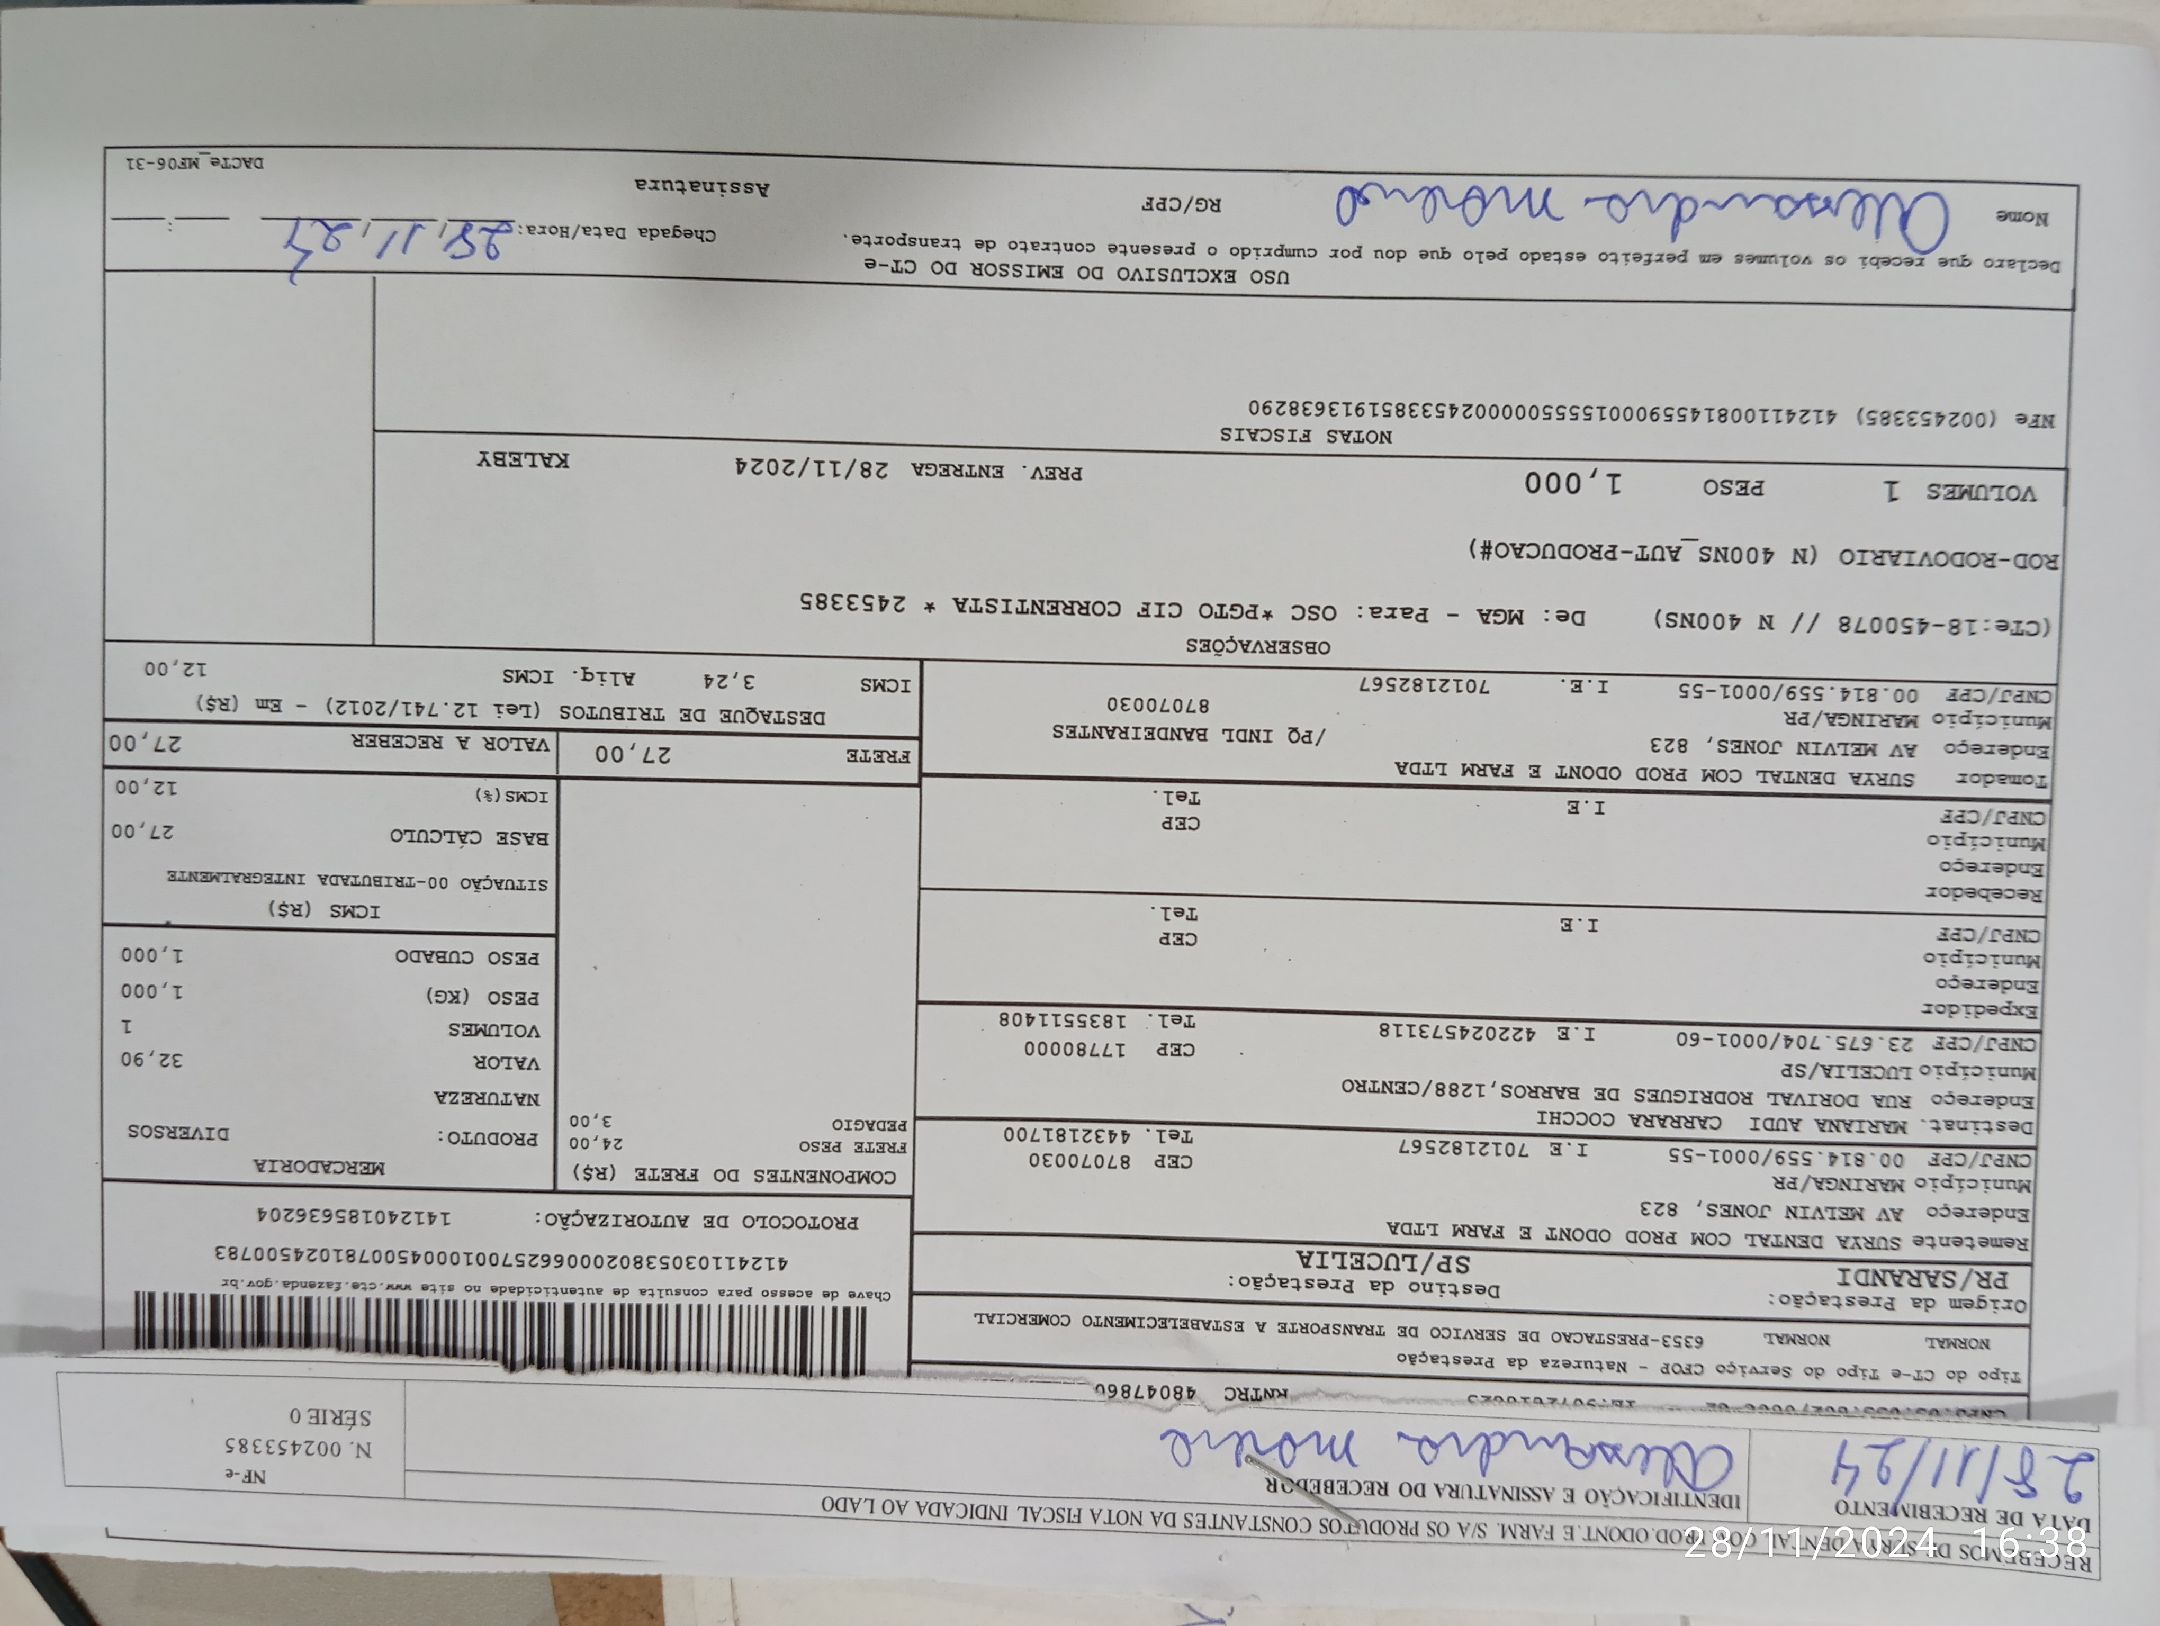 RECEBEMOS DE SURYA DENTAL COM. PROD.ODONT.E FARM. S/A OS PRODUTOS CONSTANTES DA NOTA FISCAL INDICADA AO LADO
28/11/2024 16:38
DATA DE RECEBIMENTO
28/11/24
IDENTIFICAÇÃO E ASSINATURA DO RECEBEDOR
NF-e
N. 002453385
SÉRIE 0
RNTRC 48047860
Tipo do CT-e Tipo do Serviço CFOP - Natureza da Prestação
NORMAL NORMAL 6353-PRESTACAO DE SERVICO DE TRANSPORTE A ESTABELECIMENTO COMERCIAL
Origem da Prestação: Destino da Prestação:
PR/SARANDI SP/LUCELIA
Chave de acesso para consulta de autenticidade no site www.cte.fazenda.gov.br
41241103053802000662570010004500781024500783
PROTOCOLO DE AUTORIZAÇÃO: 141240185636204
Remetente SURYA DENTAL COM PROD ODONT E FARM LTDA
Endereço AV MELVIN JONES, 823
Município MARINGA/PR CEP 87070030
CNPJ/CPF 00.814.559/0001-55 I.E 7012182567 Tel. 4432181700
Destinat. MARIANA AUDI CARRARA COCCHI
Endereço RUA DORIVAL RODRIGUES DE BARROS,1288/CENTRO
Município LUCELIA/SP CEP 17780000
CNPJ/CPF 23.675.704/0001-60 I.E 422024573118 Tel. 1835511408
Expedidor
Endereço
Município CEP
CNPJ/CPF I.E Tel.
Recebedor
Endereço
Município CEP
CNPJ/CPF I.E Tel.
Tomador SURYA DENTAL COM PROD ODONT E FARM LTDA
Endereço AV MELVIN JONES, 823 /PQ INDL BANDEIRANTES
Município MARINGA/PR 87070030
CNPJ/CPF 00.814.559/0001-55 I.E. 7012182567
COMPONENTES DO FRETE (R$)
FRETE PESO 24,00
PEDAGIO 3,00
MERCADORIA
PRODUTO: DIVERSOS
NATUREZA
VALOR 32,90
VOLUMES 1
PESO (KG) 1,000
PESO CUBADO 1,000
ICMS (R$)
SITUAÇÃO 00-TRIBUTADA INTEGRALMENTE
BASE CÁLCULO 27,00
ICMS(%) 12,00
FRETE 27,00
VALOR A RECEBER 27,00
DESTAQUE DE TRIBUTOS (Lei 12.741/2012) - Em (R$)
ICMS 3,24 Aliq. ICMS 12,00
OBSERVAÇÕES
(CTe:18-450078 // N 400NS) De: MGA - Para: OSC *PGTO CIF CORRENTISTA * 2453385
ROD-RODOVIARIO (N 400NS_AUT-PRODUCAO#)
VOLUMES 1 PESO 1,000 PREV. ENTREGA 28/11/2024 KALEBY
NOTAS FISCAIS
NFe (002453385) 41241100814559000155550000024533851913638290
USO EXCLUSIVO DO EMISSOR DO CT-e
Declaro que recebi os volumes em perfeito estado pelo que dou por cumprido o presente contrato de transporte.
Chegada Data/Hora: 28, 11, 24 :
Nome RG/CPF Assinatura
DACTe_MF06-31